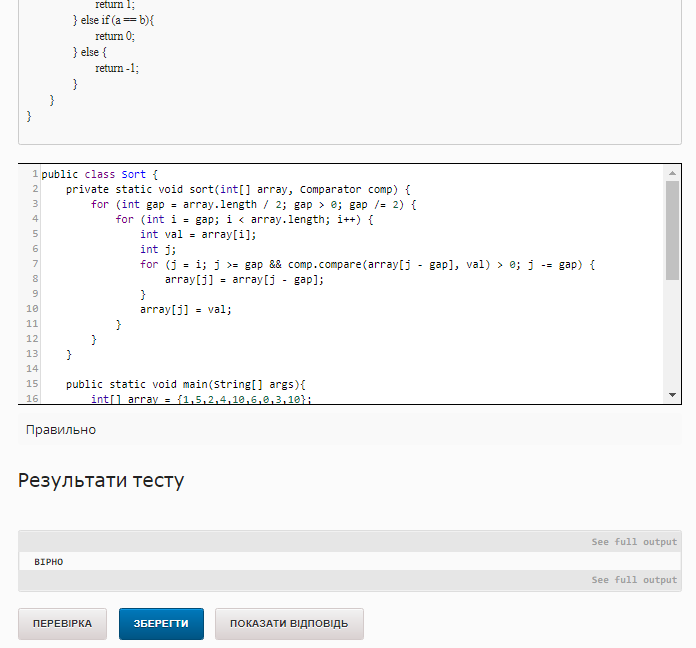 return 1;
} else if (a == b){
return 0;
} else {
return -1;
}
}
}
1 public class Sort {
2 private static void sort(int[] array, Comparator comp) {
3 for (int gap = array.length / 2; gap > 0; gap /= 2) {
4 for (int i = gap; i < array.length; i++) {
5 int val = array[i];
6 int j;
7 for (j = i; j >= gap && comp.compare(array[j - gap], val) > 0; j -= gap) {
8 array[j] = array[j - gap];
9 }
10 array[j] = val;
11 }
12 }
13 }
14
15 public static void main(String[] args){
16 int[] array = {1,5,2,4,10,6,0,3,10};
Правильно
Результати тесту
See full output
ВІРНО
See full output
ПЕРЕВІРКА ЗБЕРЕГТИ ПОКАЗАТИ ВІДПОВІДЬ